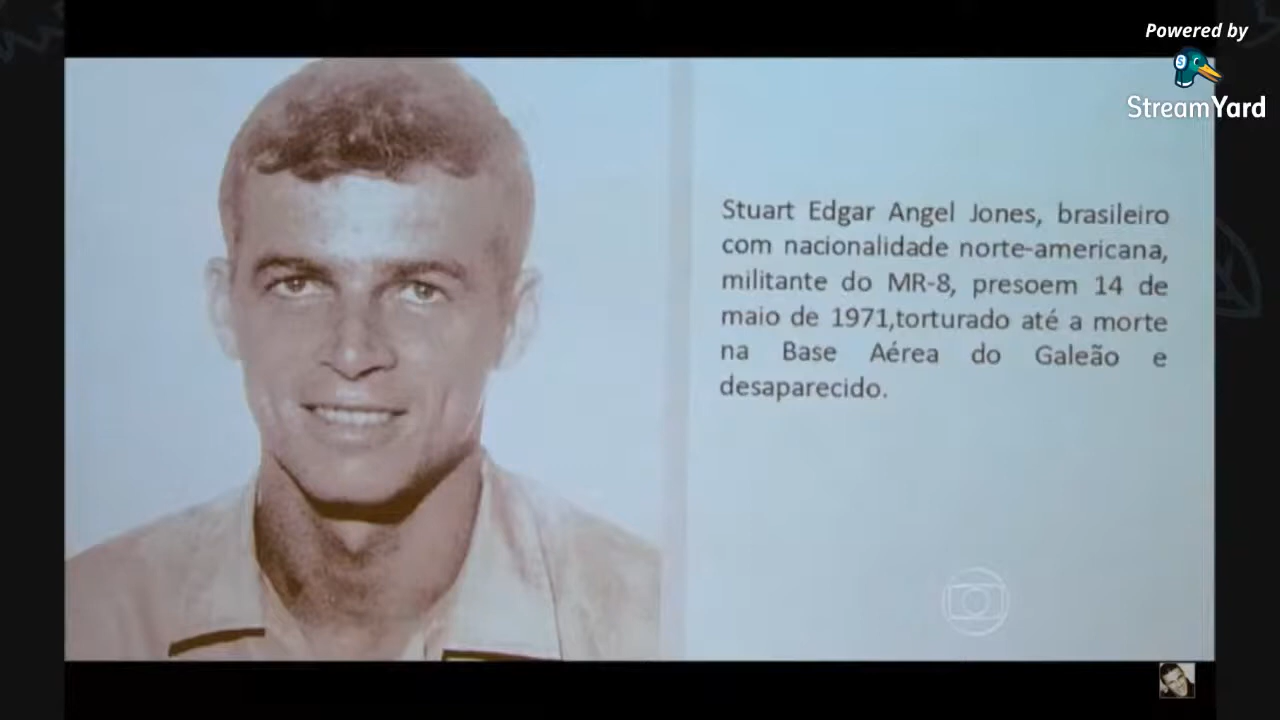 Powered by
StreamYard
Stuart Edgar Angel Jones, brasileiro
com nacionalidade norte-americana,
militante do MR-8, presoem 14 de
maio de 1971,torturado até a morte
na Base Aérea do Galeão e
desaparecido.